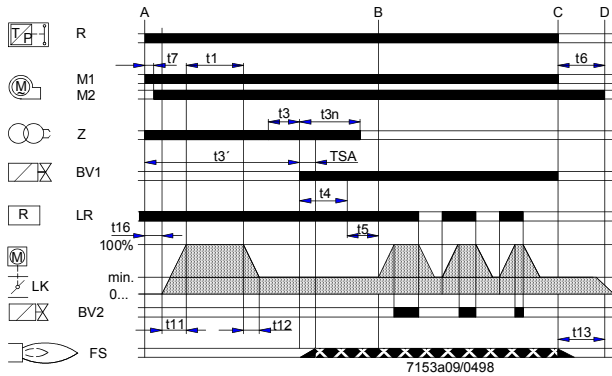 A B C D
T P R
t7 t1 t6
M M1
M2
t3 t3n
Z
t3´ TSA
BV1
t4
R LR
t16 t5
100%
M
min.
LK
0...
BV2
t11 t12 t13
FS
7153a09/0498